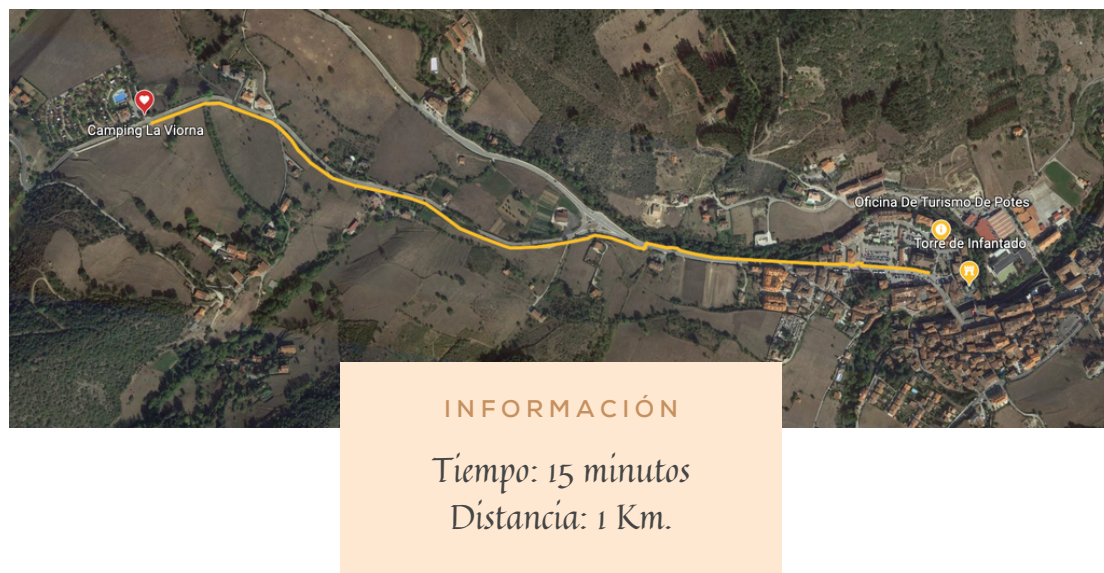 Camping La Viorna
Oficina De Turismo De Potes
Torre de Infantado
INFORMACIÓN
Tiempo: 15 minutos
Distancia: 1 Km.